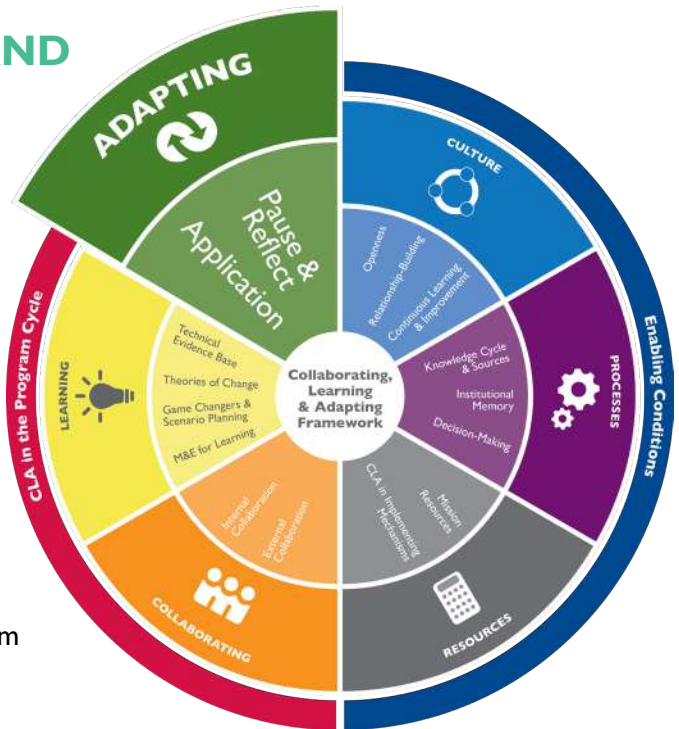 AND
ADAPTING
Pause &
Reflect
Application
CULTURE
Openness
Relationship-Building
Continuous Learning
& Improvement
PROCESSES
Knowledge Cycle
& Sources
Institutional
Memory
Decision-Making
Enabling Conditions
RESOURCES
Mission
Resources
CLA in Implementing
Mechanisms
COLLABORATING
Internal
Collaboration
External
Collaboration
LEARNING
Technical
Evidence Base
Theories of Change
Game Changers &
Scenario Planning
M&E for Learning
CLA in the Program Cycle
Collaborating,
Learning
& Adapting
Framework